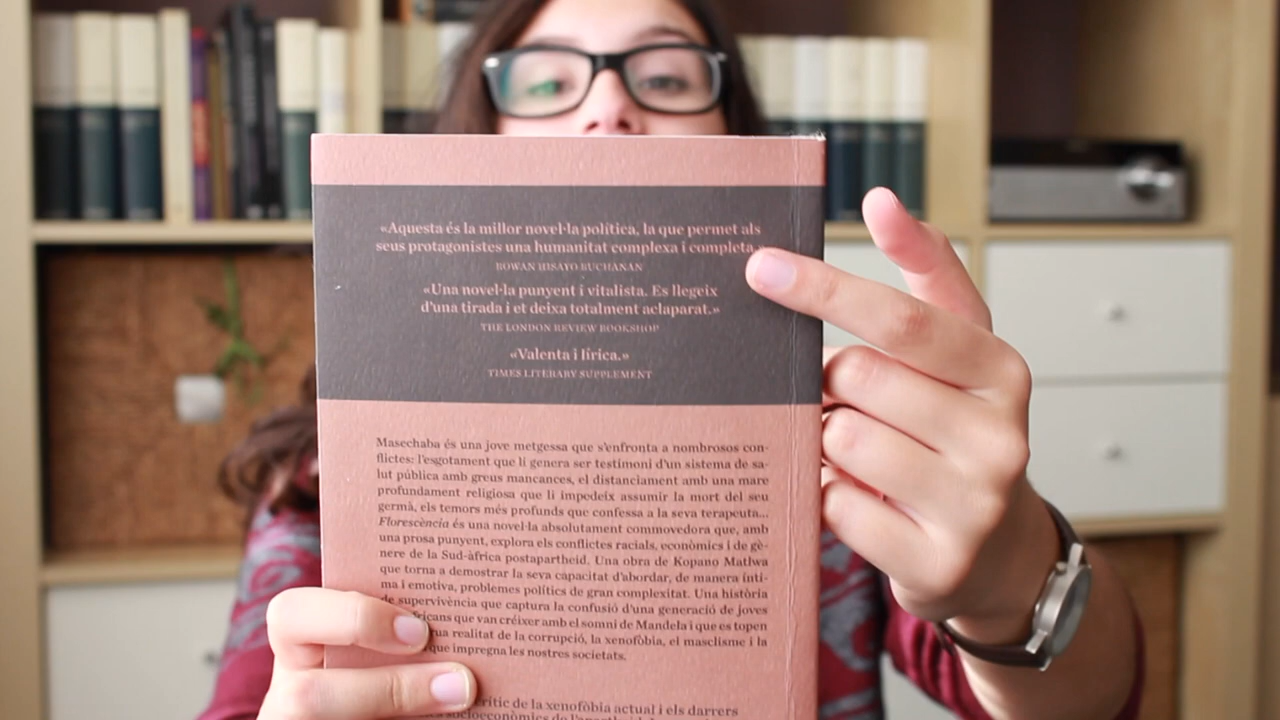 «Aquesta és la millor novel·la política, la que permet als
seus protagonistes una humanitat complexa i completa.»
ROWAN HISAYO BUCHANAN
«Una novel·la punyent i vitalista. Es llegeix
d'una tirada i et deixa totalment aclaparat.»
THE LONDON REVIEW BOOKSHOP
«Valenta i lírica.»
TIMES LITERARY SUPPLEMENT
Masechaba és una jove metgessa que s'enfronta a nombrosos con-
flictes: l'esgotament que li genera ser testimoni d'un sistema de sa-
lut pública amb greus mancances, el distanciament amb una mare
profundament religiosa que li impedeix assumir la mort del seu
germà, els temors més profunds que confessa a la seva terapeuta...
Florescència és una novel·la absolutament commovedora que, amb
una prosa punyent, explora els conflictes racials, econòmics i de gè-
nere de la Sud-àfrica postapartheid. Una obra de Kopano Matlwa
que torna a demostrar la seva capacitat d'abordar, de manera ínti-
ma i emotiva, problemes polítics de gran complexitat. Una història
de supervivència que captura la confusió d'una generació de joves
fricans que van créixer amb el somni de Mandela i que es topen
rua realitat de la corrupció, la xenofòbia, el masclisme i la
que impregna les nostres societats.
crític de la xenofòbia actual i els darrers
socioeconòmics de l'apartheid